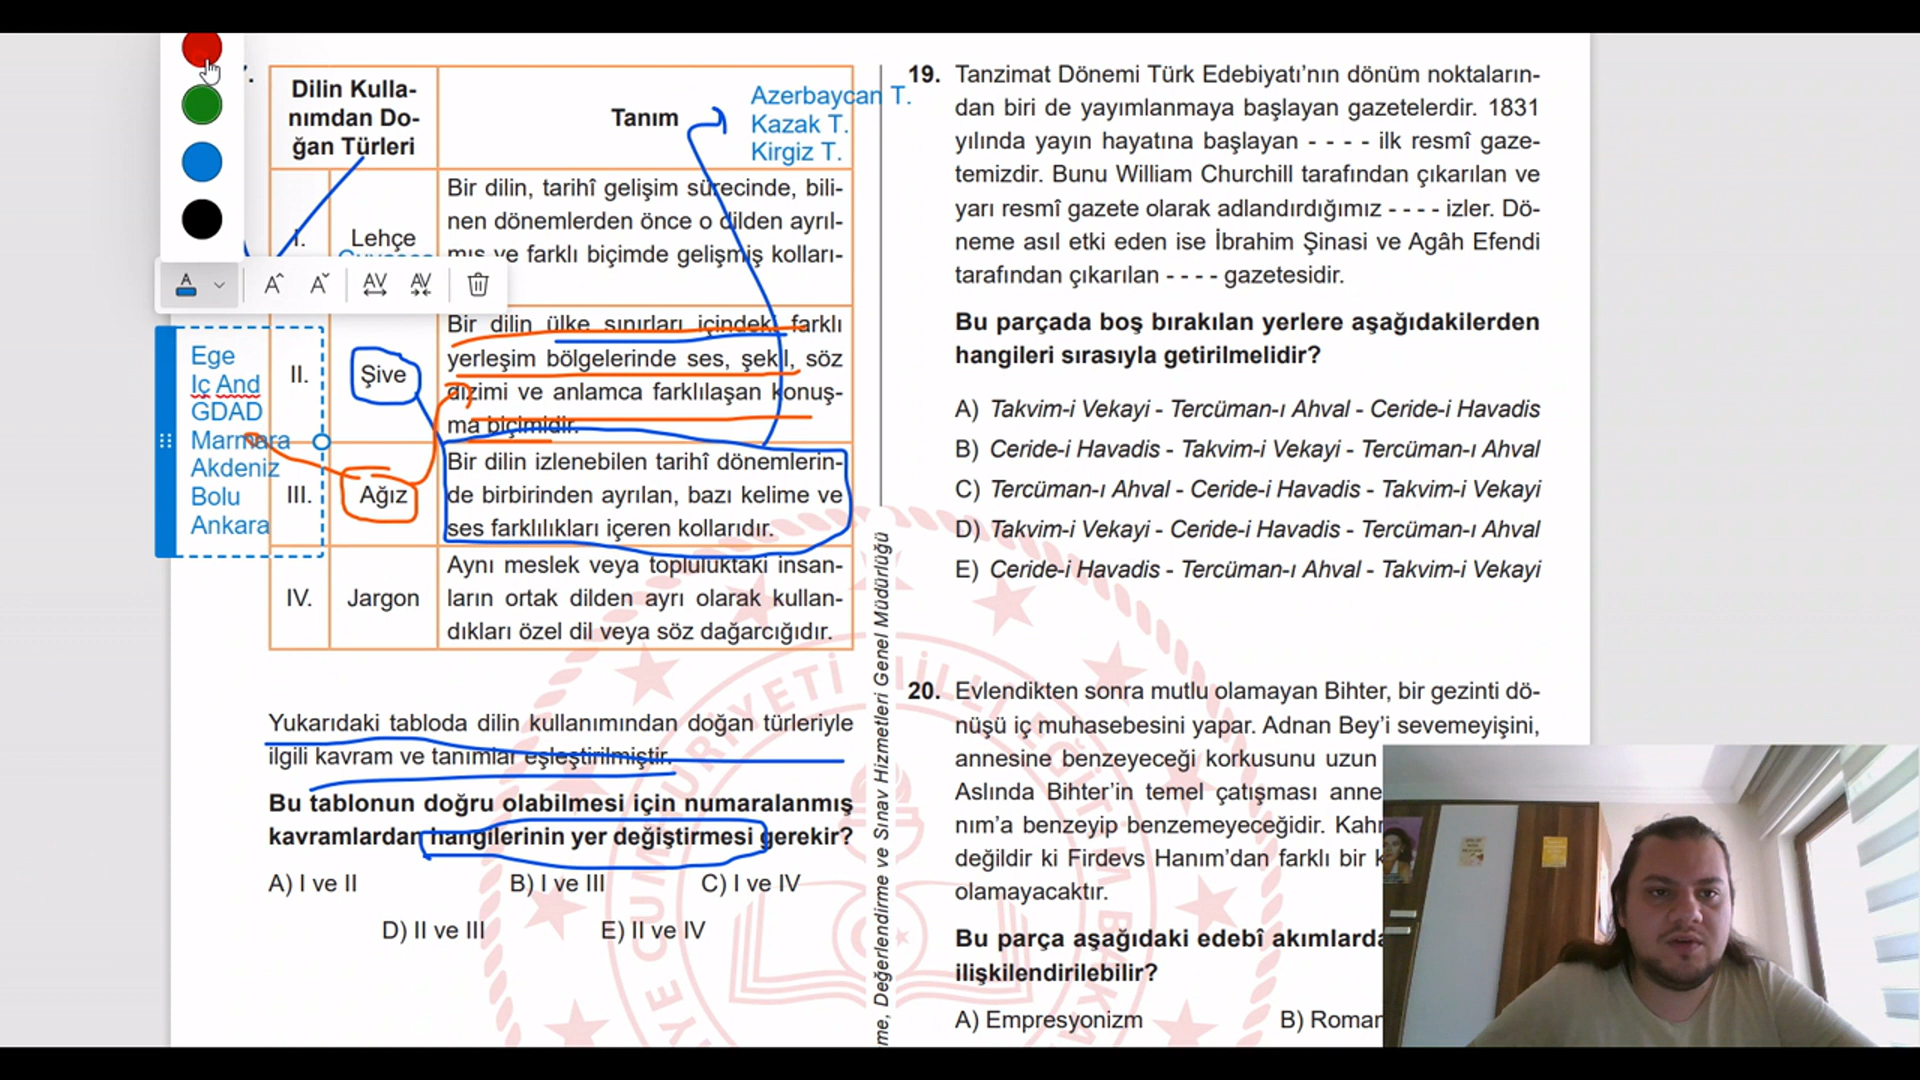 Dilin Kulla-
nımdan Do-
ğan Türleri
Tanım
Azerbaycan T.
Kazak T.
Kirgiz T.
I.
Lehçe
Bir dilin, tarihî gelişim sürecinde, bili-
nen dönemlerden önce o dilden ayrıl-
mış ve farklı biçimde gelişmiş kolları-
II.
Şive
Bir dilin ülke sınırları içindeki farklı
yerleşim bölgelerinde ses, şekil, söz
dizimi ve anlamca farklılaşan konuş-
ma biçimidir.
Ege
Iç And
GDAD
Marmara
Akdeniz
Bolu
Ankara
III.
Ağız
Bir dilin izlenebilen tarihî dönemlerin-
de birbirinden ayrılan, bazı kelime ve
ses farklılıkları içeren kollarıdır.
IV.
Jargon
Aynı meslek veya topluluktaki insan-
ların ortak dilden ayrı olarak kullan-
dıkları özel dil veya söz dağarcığıdır.
Yukarıdaki tabloda dilin kullanımından doğan türleriyle
ilgili kavram ve tanımlar eşleştirilmiştir.
Bu tablonun doğru olabilmesi için numaralanmış
kavramlardan hangilerinin yer değiştirmesi gerekir?
A) I ve II
B) I ve III
C) I ve IV
D) II ve III
E) II ve IV
me, Değerlendirme ve Sınav Hizmetleri Genel Müdürlüğü
19. Tanzimat Dönemi Türk Edebiyatı’nın dönüm noktaların-
dan biri de yayımlanmaya başlayan gazetelerdir. 1831
yılında yayın hayatına başlayan - - - - ilk resmî gaze-
temizdir. Bunu William Churchill tarafından çıkarılan ve
yarı resmî gazete olarak adlandırdığımız - - - - izler. Dö-
neme asıl etki eden ise İbrahim Şinasi ve Agâh Efendi
tarafından çıkarılan - - - - gazetesidir.
Bu parçada boş bırakılan yerlere aşağıdakilerden
hangileri sırasıyla getirilmelidir?
A) Takvim-i Vekayi - Tercüman-ı Ahval - Ceride-i Havadis
B) Ceride-i Havadis - Takvim-i Vekayi - Tercüman-ı Ahval
C) Tercüman-ı Ahval - Ceride-i Havadis - Takvim-i Vekayi
D) Takvim-i Vekayi - Ceride-i Havadis - Tercüman-ı Ahval
E) Ceride-i Havadis - Tercüman-ı Ahval - Takvim-i Vekayi
20. Evlendikten sonra mutlu olamayan Bihter, bir gezinti dö-
nüşü iç muhasebesini yapar. Adnan Bey’i sevemeyişini,
annesine benzeyeceği korkusunu uzun
Aslında Bihter’in temel çatışması anne
nım’a benzeyip benzemeyeceğidir. Kahr
değildir ki Firdevs Hanım’dan farklı bir k
olamayacaktır.
Bu parça aşağıdaki edebî akımlarda
ilişkilendirilebilir?
A) Empresyonizm
B) Romar